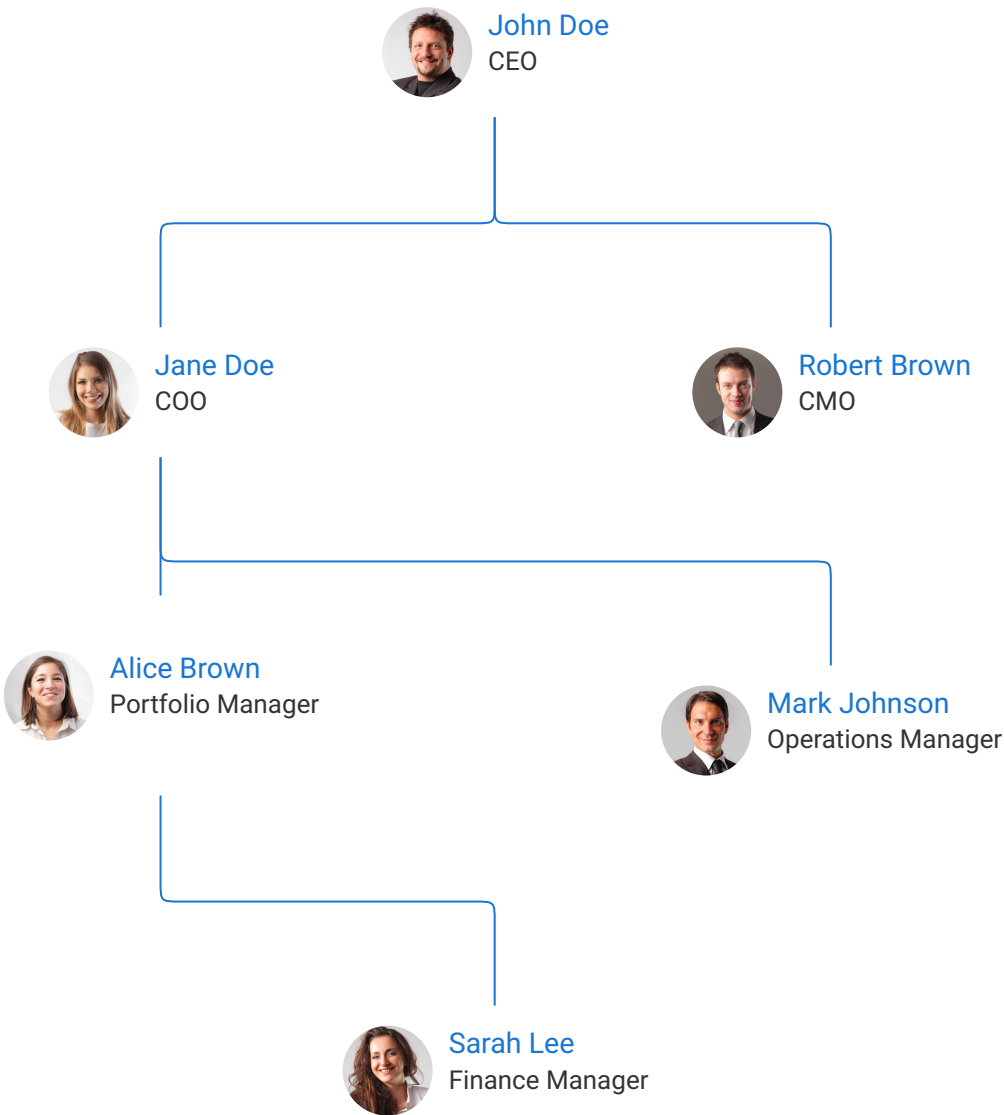 John Doe
CEO
Jane Doe
COO
Robert Brown
CMO
Alice Brown
Portfolio Manager
Mark Johnson
Operations Manager
Sarah Lee
Finance Manager